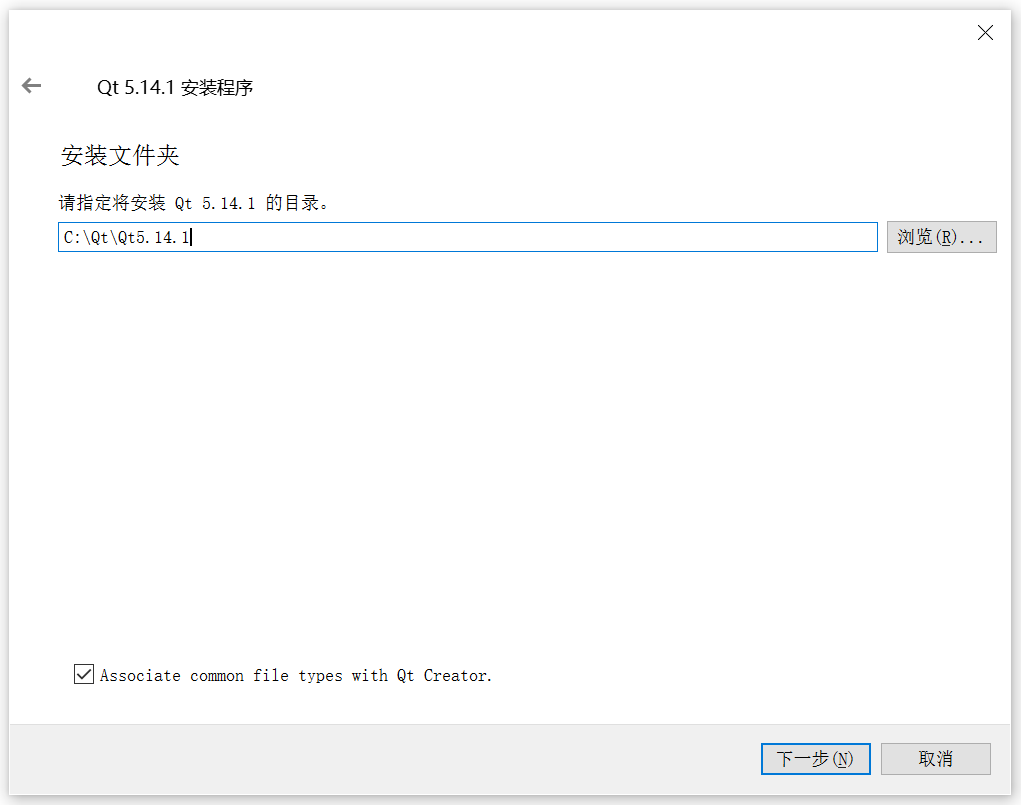 Qt 5.14.1 安装程序
安装文件夹
请指定将安装 Qt 5.14.1 的目录。
C:\Qt\Qt5.14.1
浏览(R)...
Associate common file types with Qt Creator.
下一步(N)
取消